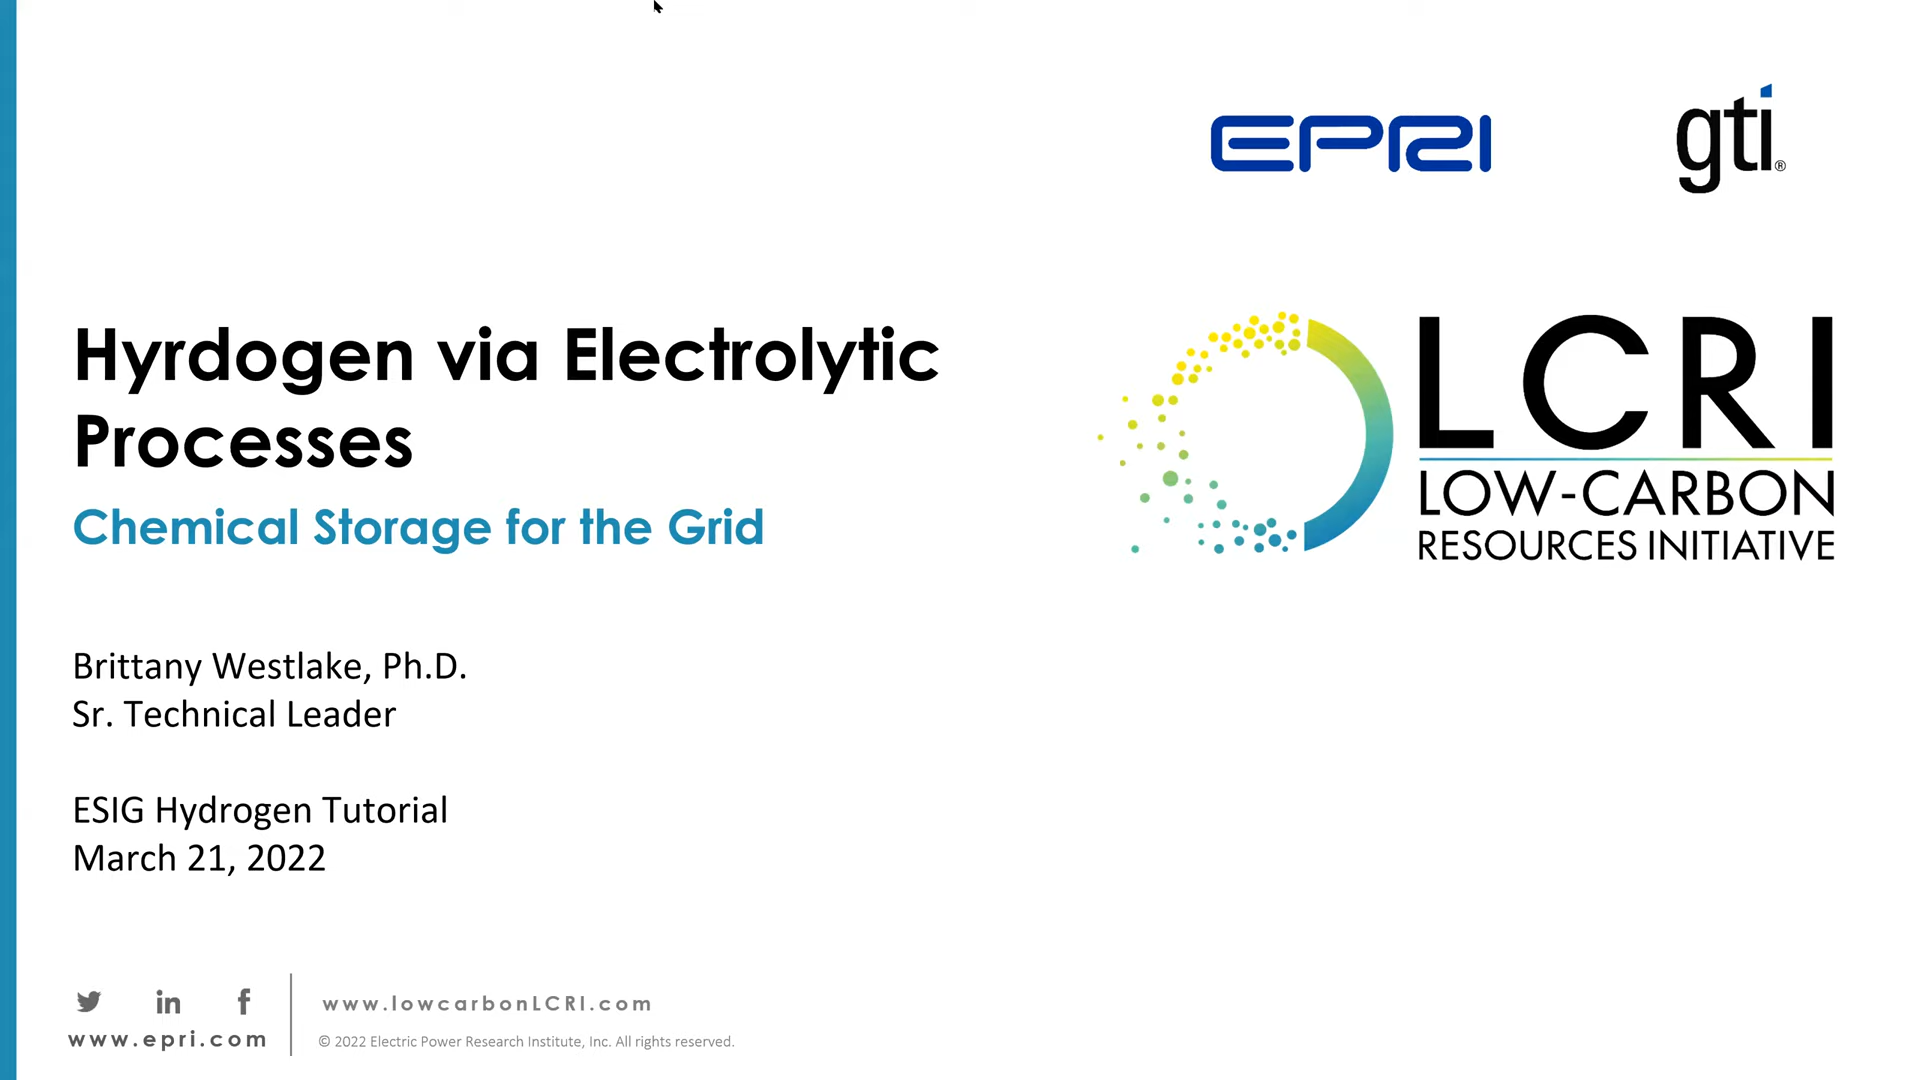 EPRI
gti®
Hyrdogen via Electrolytic
Processes
Chemical Storage for the Grid
LCRI
LOW-CARBON
RESOURCES INITIATIVE
Brittany Westlake, Ph.D.
Sr. Technical Leader
ESIG Hydrogen Tutorial
March 21, 2022
in
f
www.lowcarbonLCRI.com
www.epri.com
© 2022 Electric Power Research Institute, Inc. All rights reserved.